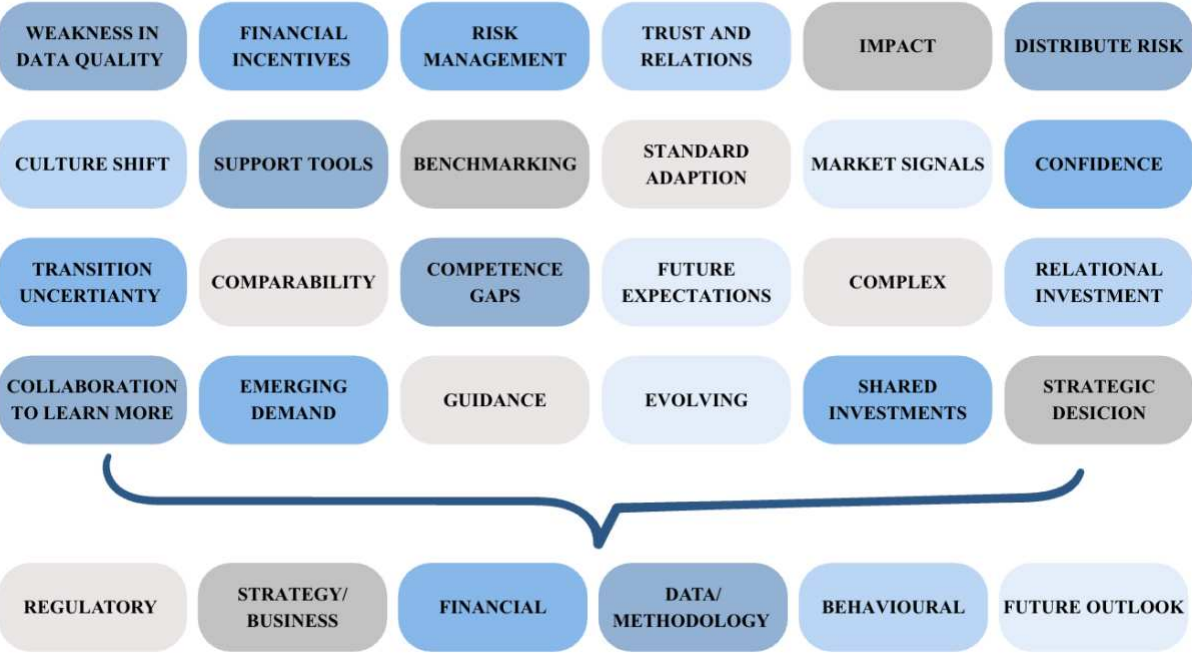 WEAKNESS IN
DATA QUALITY
FINANCIAL
INCENTIVES
RISK
MANAGEMENT
TRUST AND
RELATIONS
IMPACT
DISTRIBUTE RISK
CULTURE SHIFT
SUPPORT TOOLS
BENCHMARKING
STANDARD
ADAPTION
MARKET SIGNALS
CONFIDENCE
TRANSITION
UNCERTIANTY
COMPARABILITY
COMPETENCE
GAPS
FUTURE
EXPECTATIONS
COMPLEX
RELATIONAL
INVESTMENT
COLLABORATION
TO LEARN MORE
EMERGING
DEMAND
GUIDANCE
EVOLVING
SHARED
INVESTMENTS
STRATEGIC
DESICION
REGULATORY
STRATEGY/
BUSINESS
FINANCIAL
DATA/
METHODOLOGY
BEHAVIOURAL
FUTURE OUTLOOK